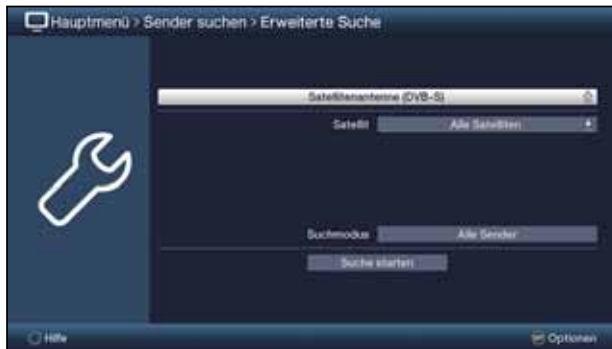 Hauptmenü > Sender suchen > Erweiterte Suche
Satellitenantenne (DVB-S)
Satellit Alle Satelliten
Suchmodus Alle Sender
Suche starten
Hilfe Optionen